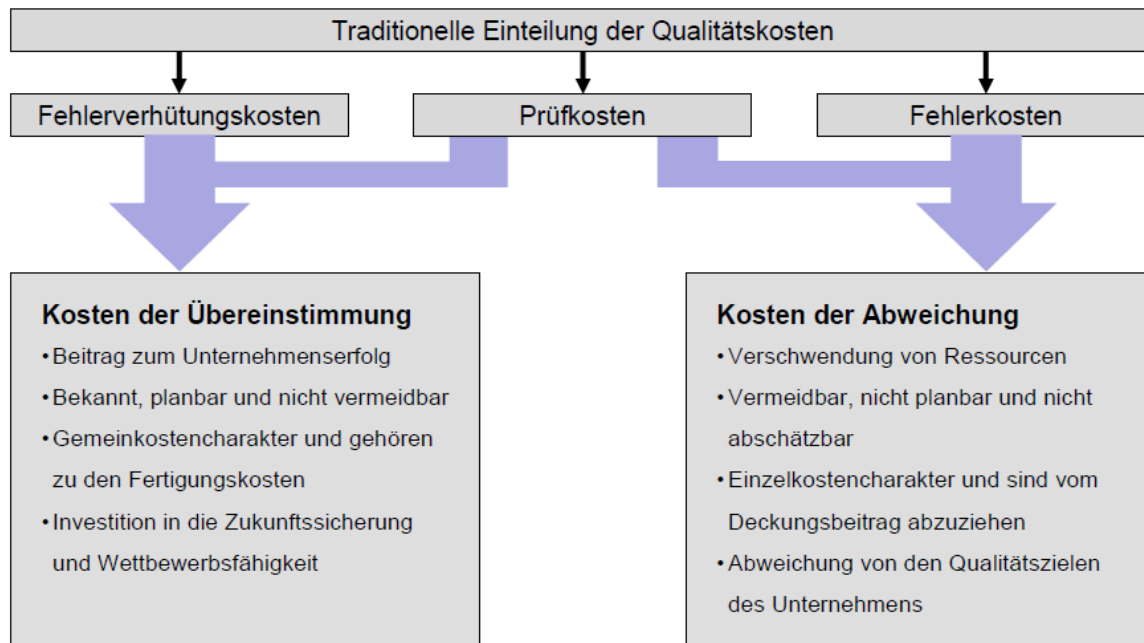 Traditionelle Einteilung der Qualitätskosten
Fehlerverhütungskosten
Prüfkosten
Fehlerkosten
Kosten der Übereinstimmung
• Beitrag zum Unternehmenserfolg
• Bekannt, planbar und nicht vermeidbar
• Gemeinkostencharakter und gehören
zu den Fertigungskosten
• Investition in die Zukunftssicherung
und Wettbewerbsfähigkeit
Kosten der Abweichung
• Verschwendung von Ressourcen
• Vermeidbar, nicht planbar und nicht
abschätzbar
• Einzelkostencharakter und sind vom
Deckungsbeitrag abzuziehen
• Abweichung von den Qualitätszielen
des Unternehmens